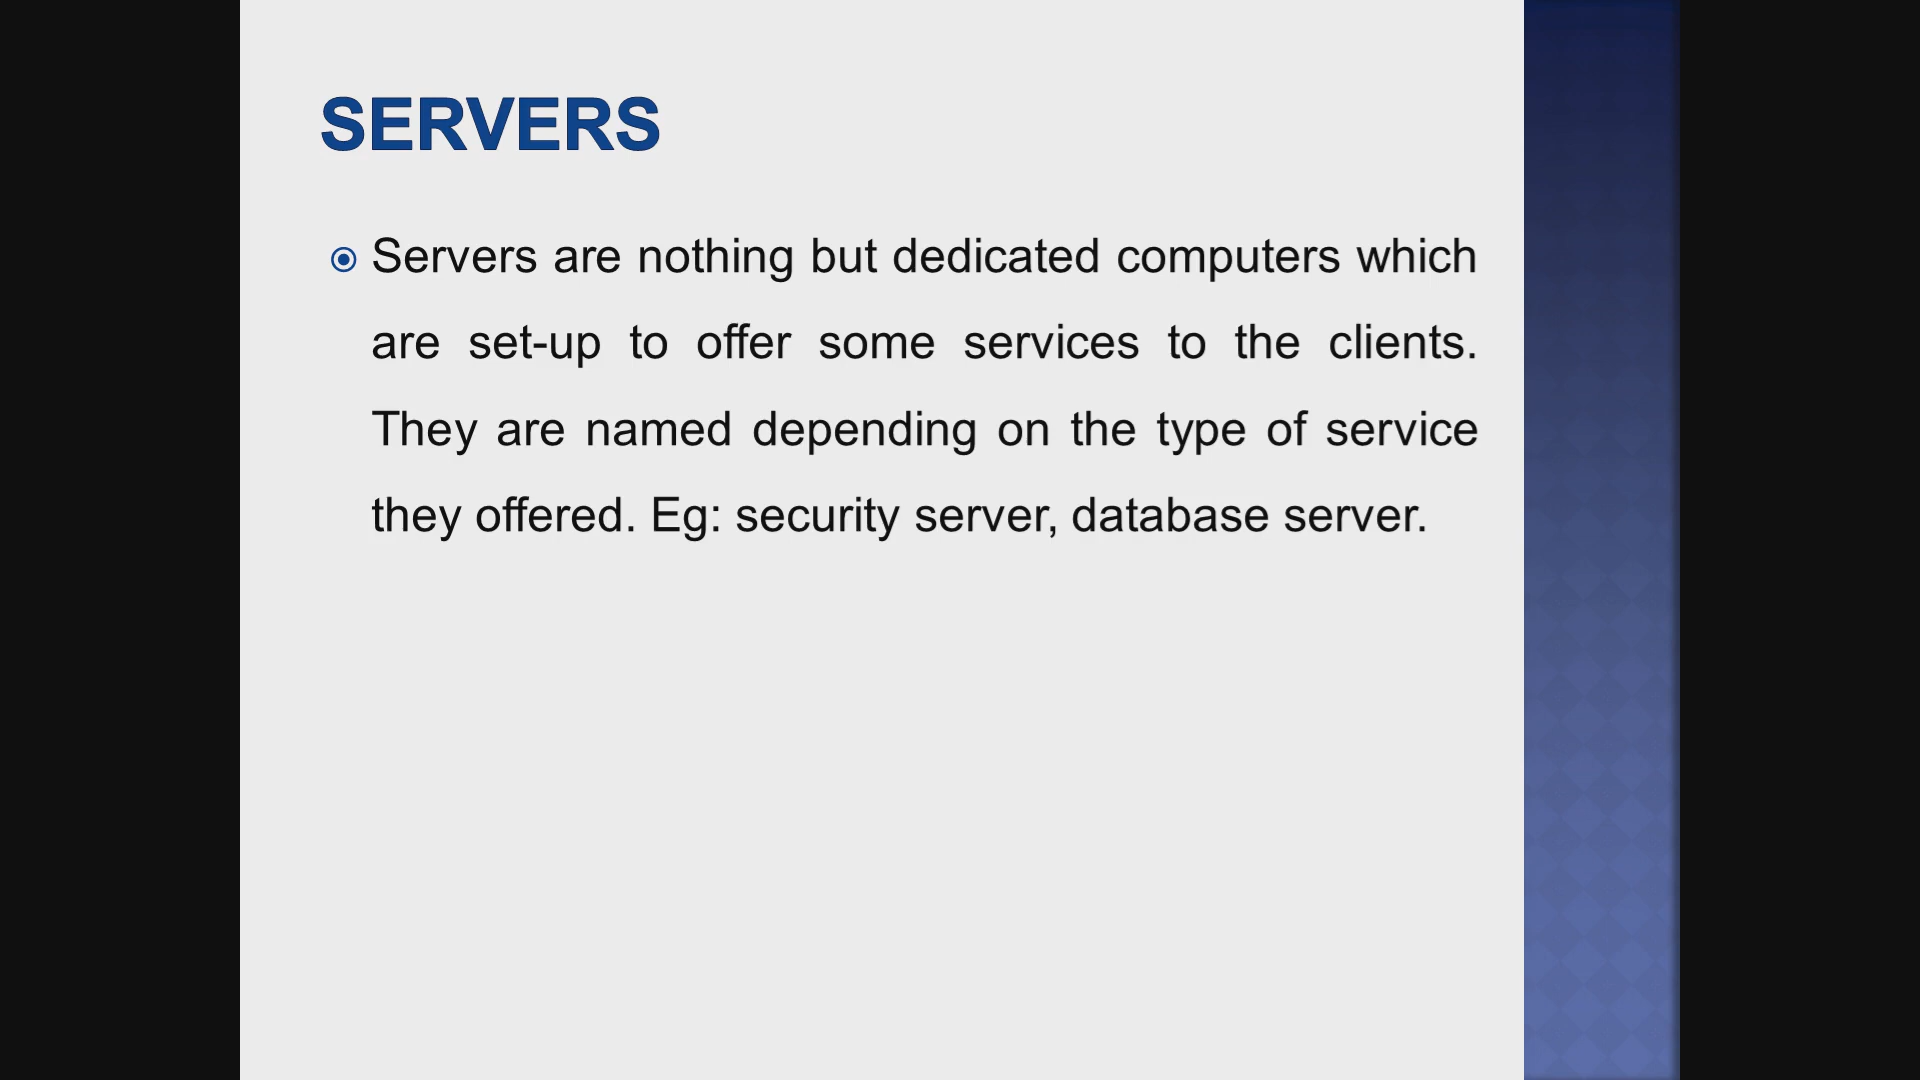 SERVERS
Servers are nothing but dedicated computers which
are set-up to offer some services to the clients.
They are named depending on the type of service
they offered. Eg: security server, database server.